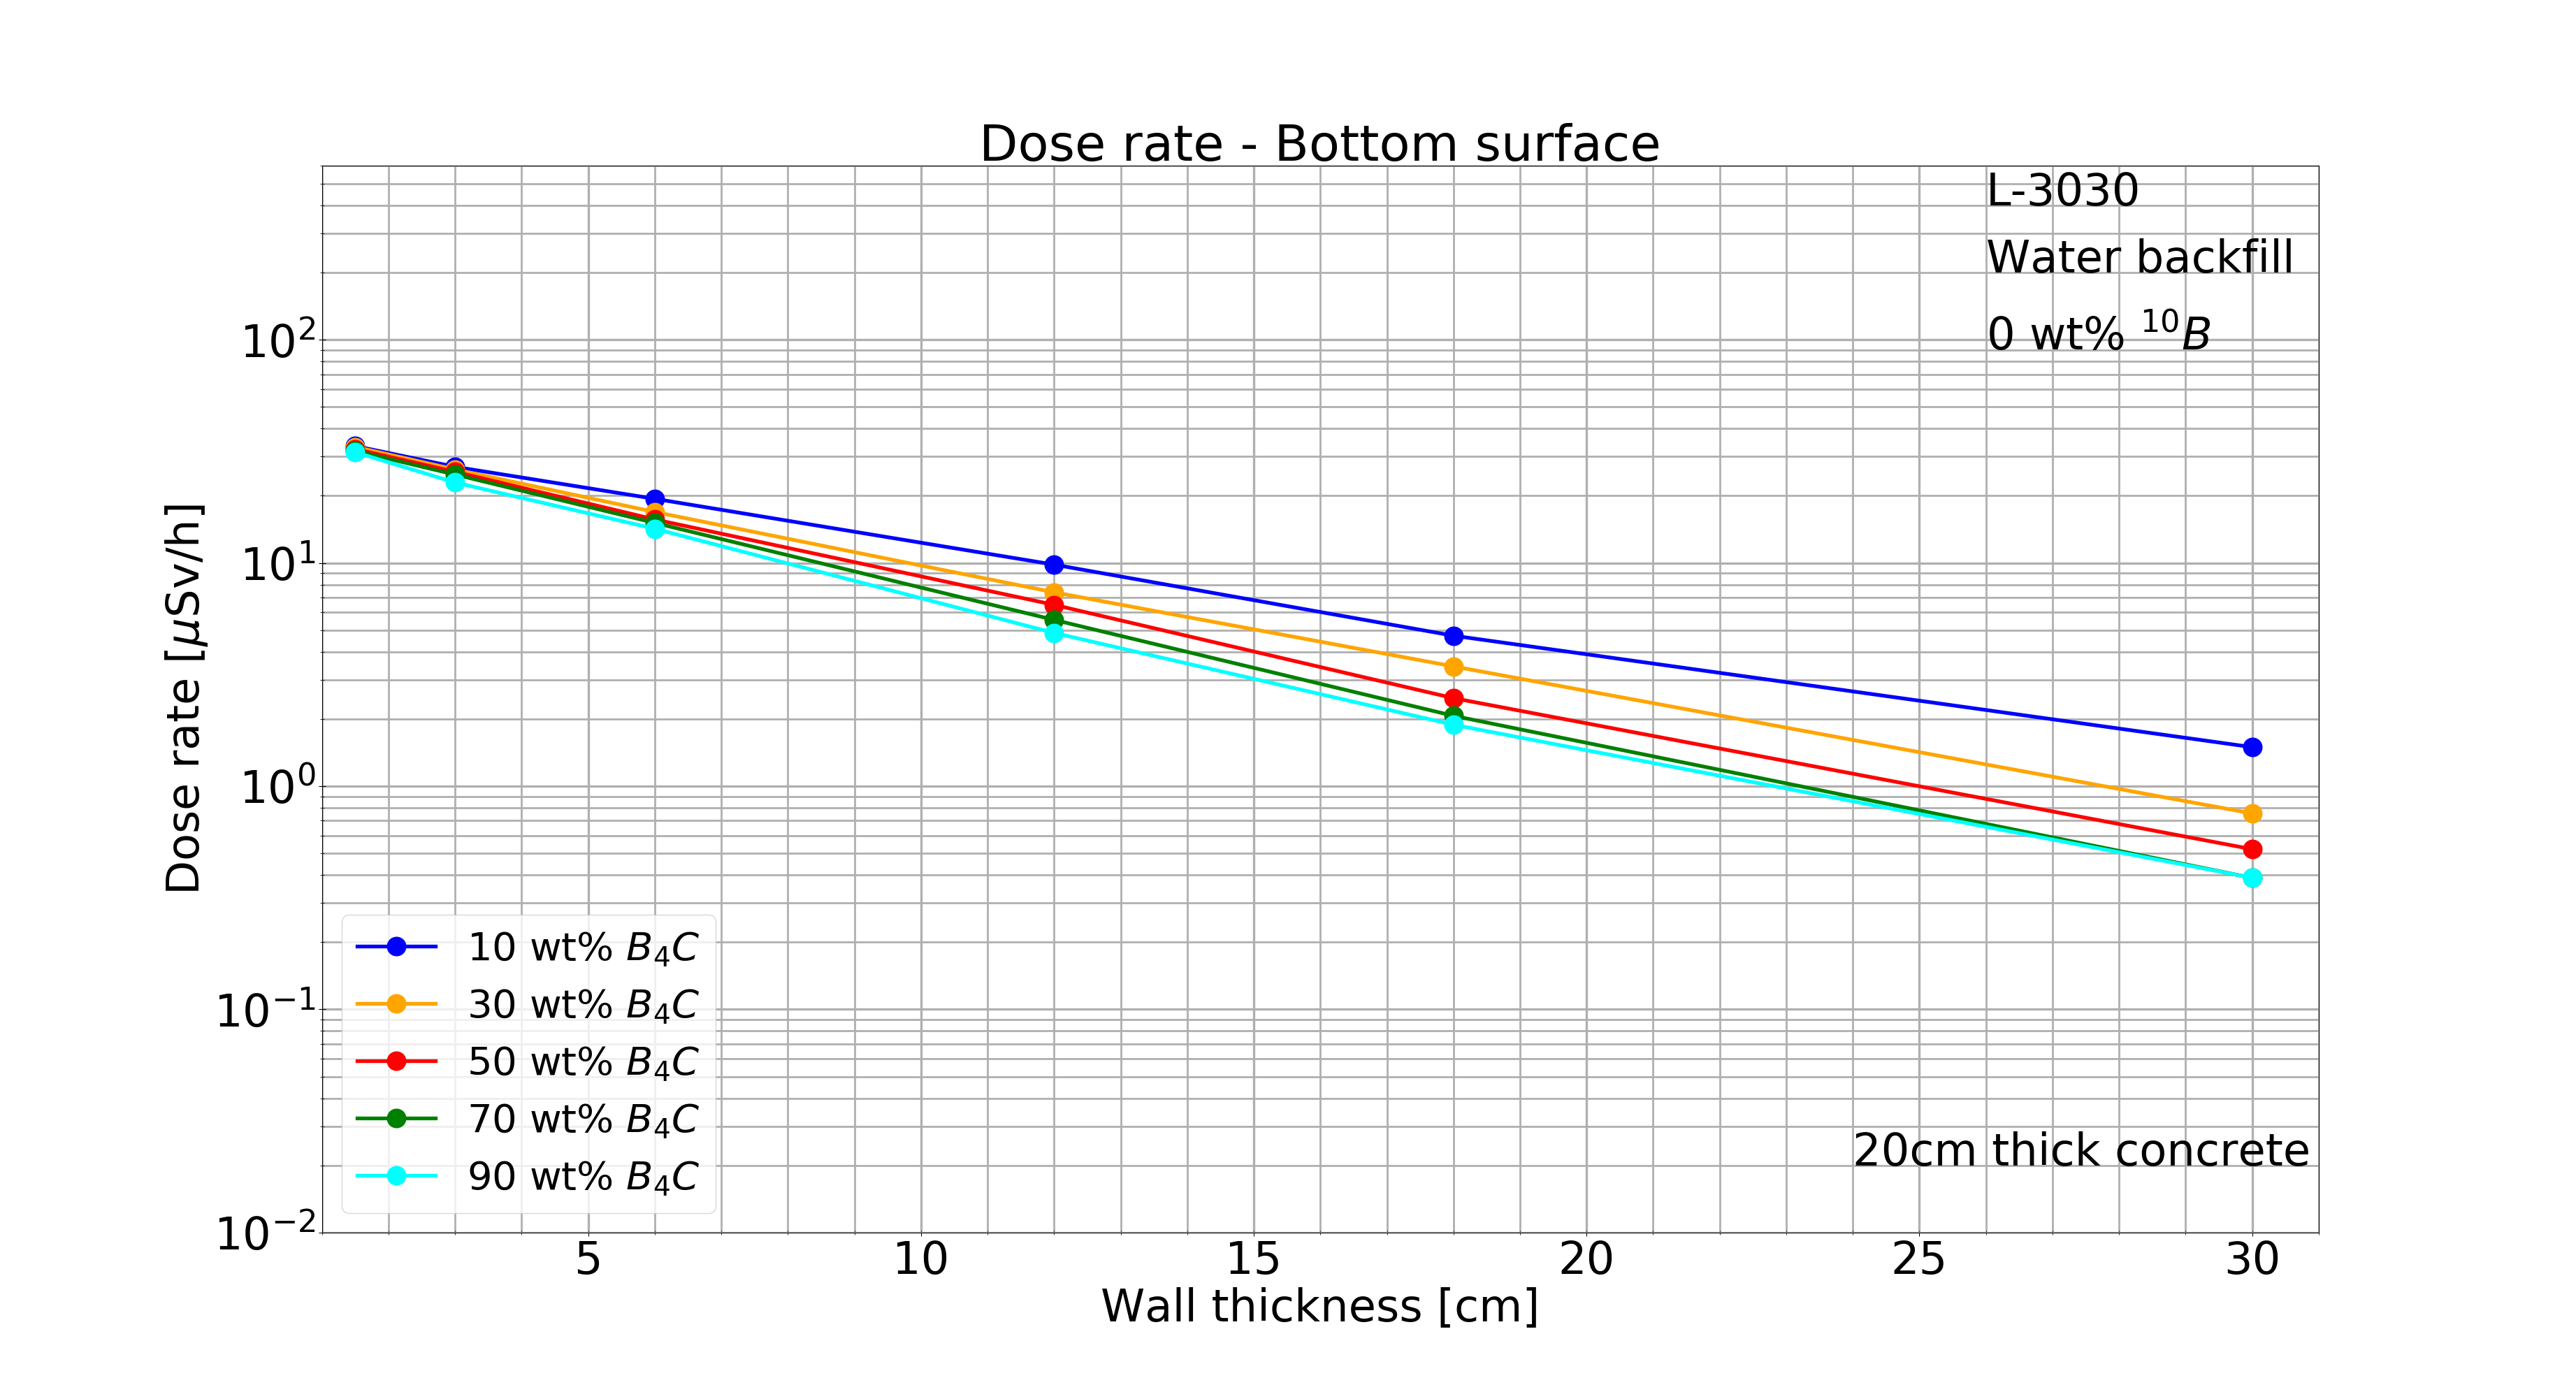 Dose rate - Bottom surface
L-3030
Water backfill
0 wt% ¹⁰B
10²
10¹
10⁰
10⁻¹
10⁻²
Dose rate [μSv/h]
10 wt% B₄C
30 wt% B₄C
50 wt% B₄C
70 wt% B₄C
90 wt% B₄C
20cm thick concrete
5 10 15 20 25 30
Wall thickness [cm]